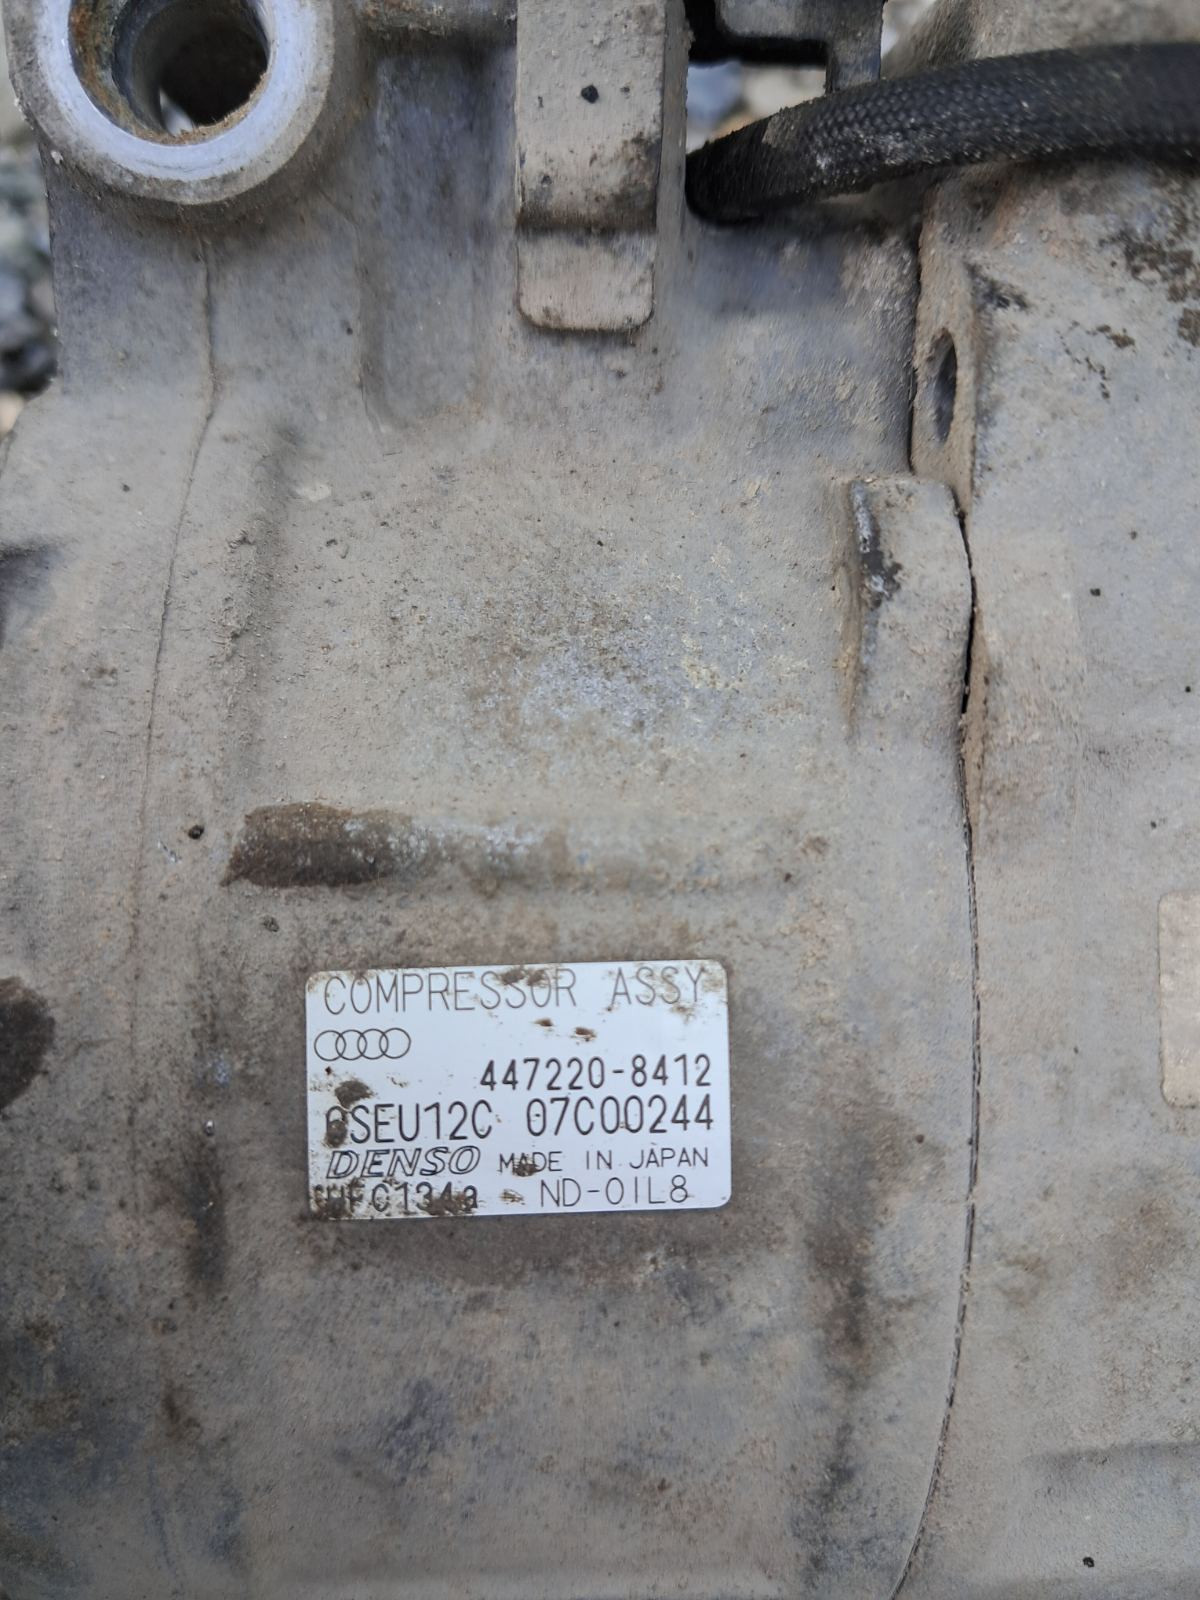 COMPRESSOR ASSY
447220-8412
6SEU12C 07C00244
DENSO MADE IN JAPAN
HFC134a ND-OIL8